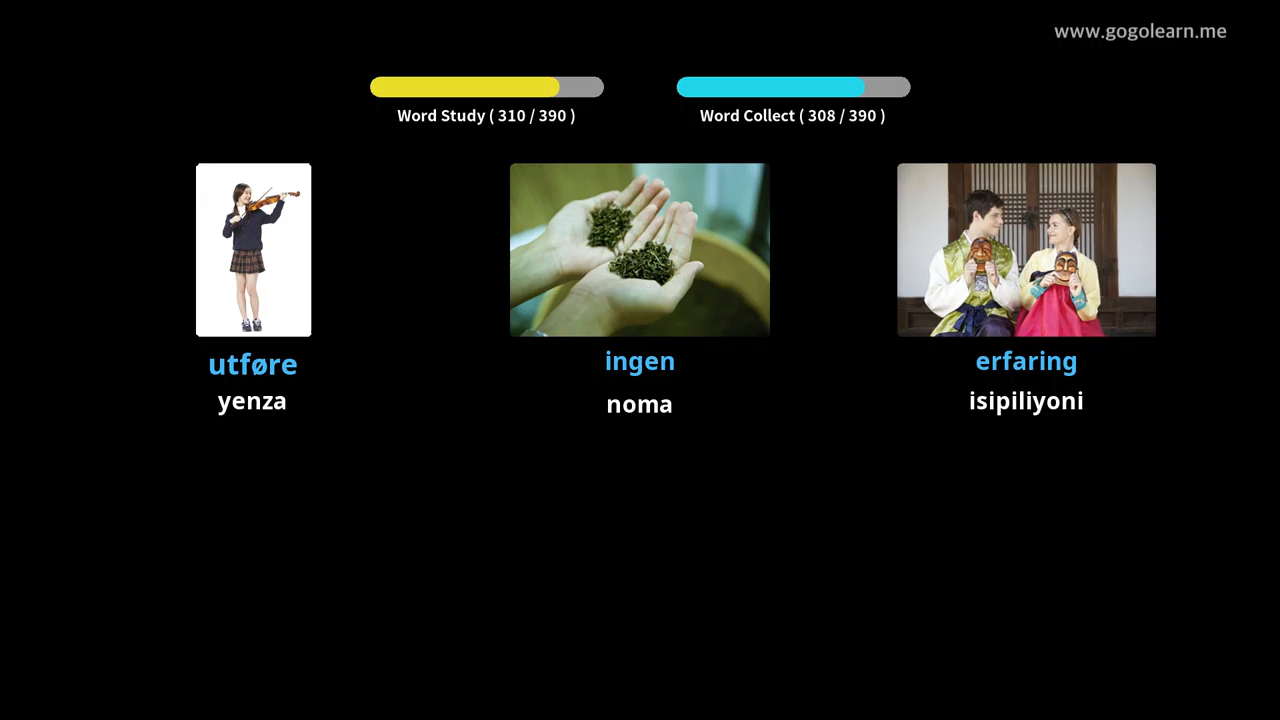 www.gogolearn.me
Word Study ( 310 / 390 )
Word Collect ( 308 / 390 )
utføre
yenza
ingen
noma
erfaring
isipiliyoni